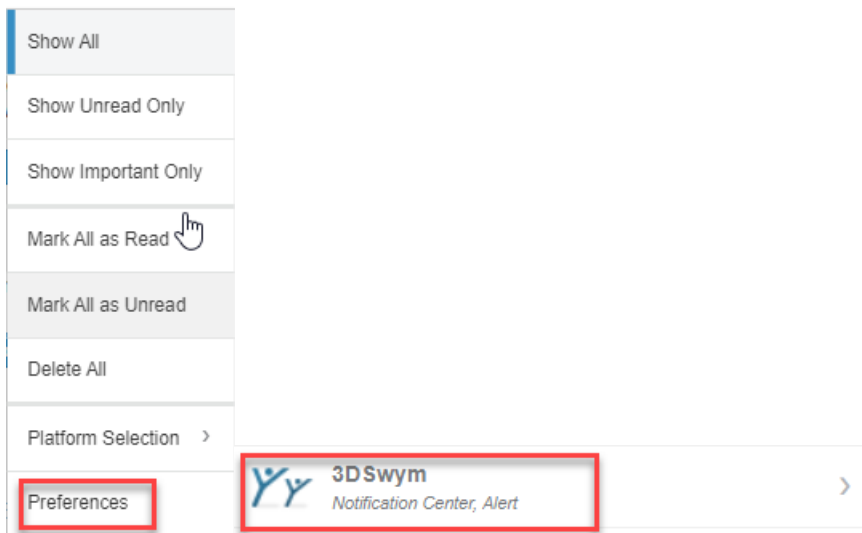 Show All
Show Unread Only
Show Important Only
Mark All as Read
Mark All as Unread
Delete All
Platform Selection
Preferences
3DSwym
Notification Center, Alert